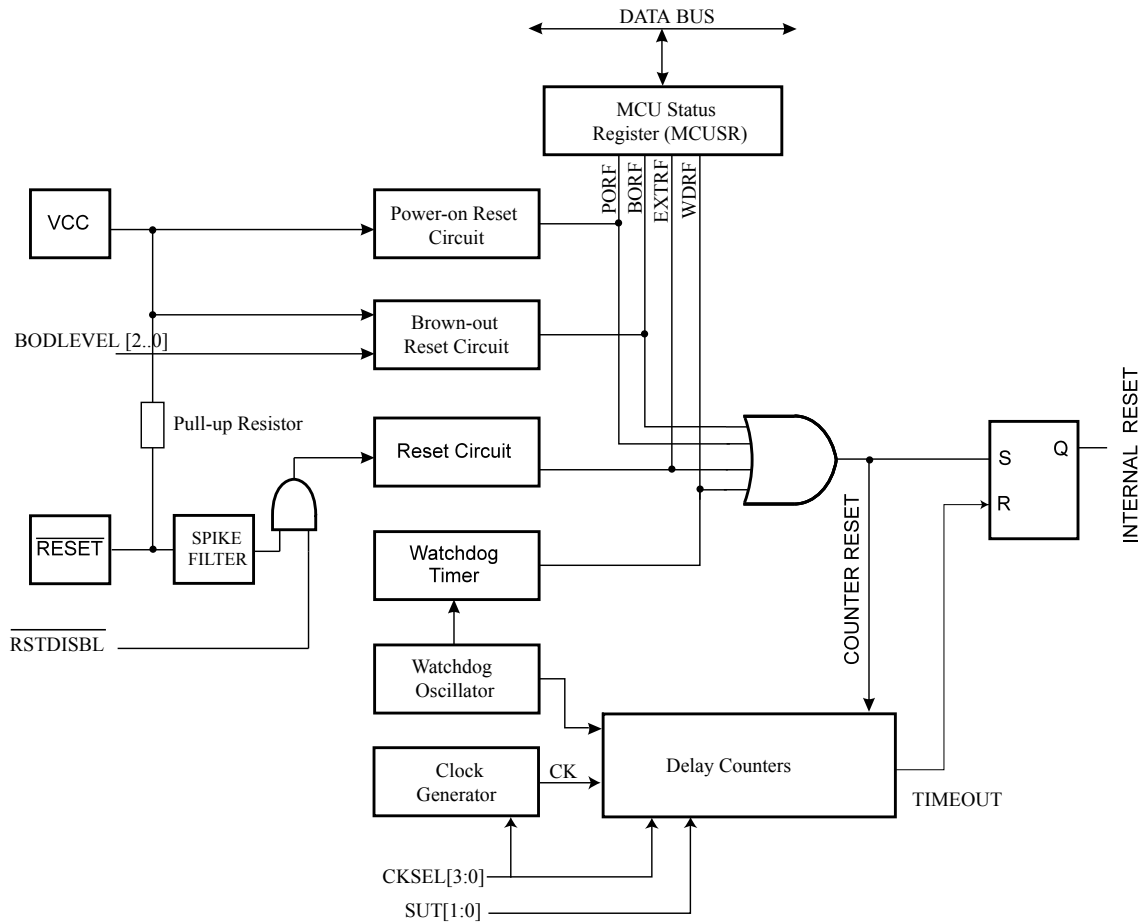 DATA BUS
MCU Status
Register (MCUSR)
PORF
BORF
EXTRF
WDRF
VCC
Power-on Reset
Circuit
BODLEVEL [2..0]
Brown-out
Reset Circuit
Pull-up Resistor
Reset Circuit
RESET
SPIKE
FILTER
RSTDISBL
Watchdog
Timer
Watchdog
Oscillator
Clock
Generator
CK
Delay Counters
CKSEL[3:0]
SUT[1:0]
COUNTER RESET
TIMEOUT
S
R
Q
INTERNAL RESET